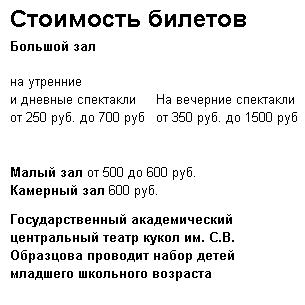 Стоимость билетов
Большой зал
на утренние
и дневные спектакли На вечерние спектакли
от 250 руб. до 700 руб от 350 руб. до 1500 руб
Малый зал от 500 до 600 руб.
Камерный зал 600 руб.
Государственный академический
центральный театр кукол им. С.В.
Образцова проводит набор детей
младшего школьного возраста